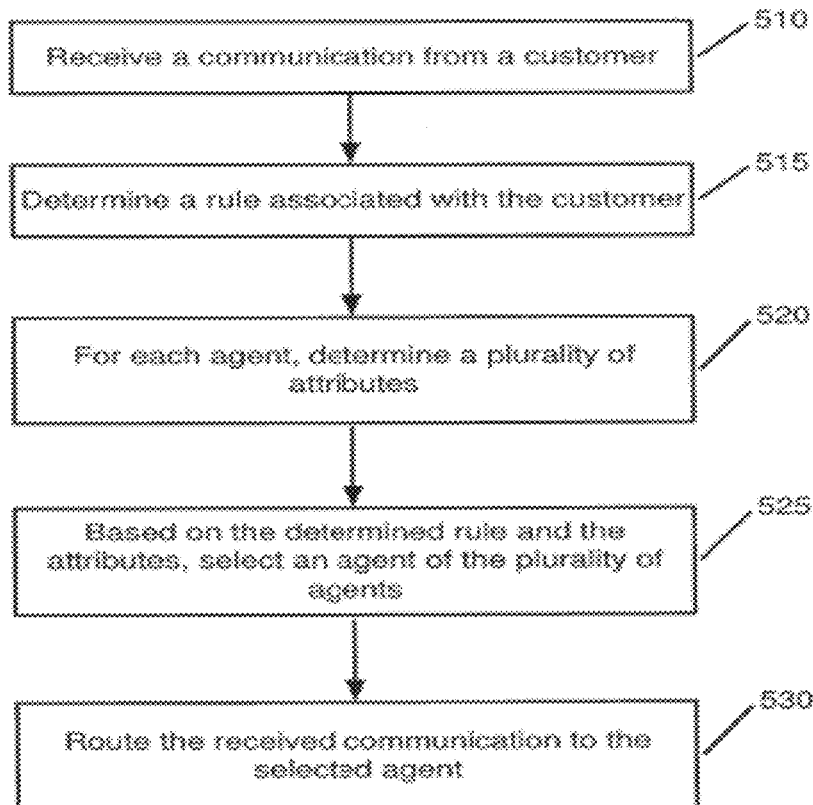 510
Receive a communication from a customer
515
Determine a rule associated with the customer
520
For each agent, determine a plurality of
attributes
525
Based on the determined rule and the
attributes, select an agent of the plurality of
agents
530
Route the received communication to the
selected agent